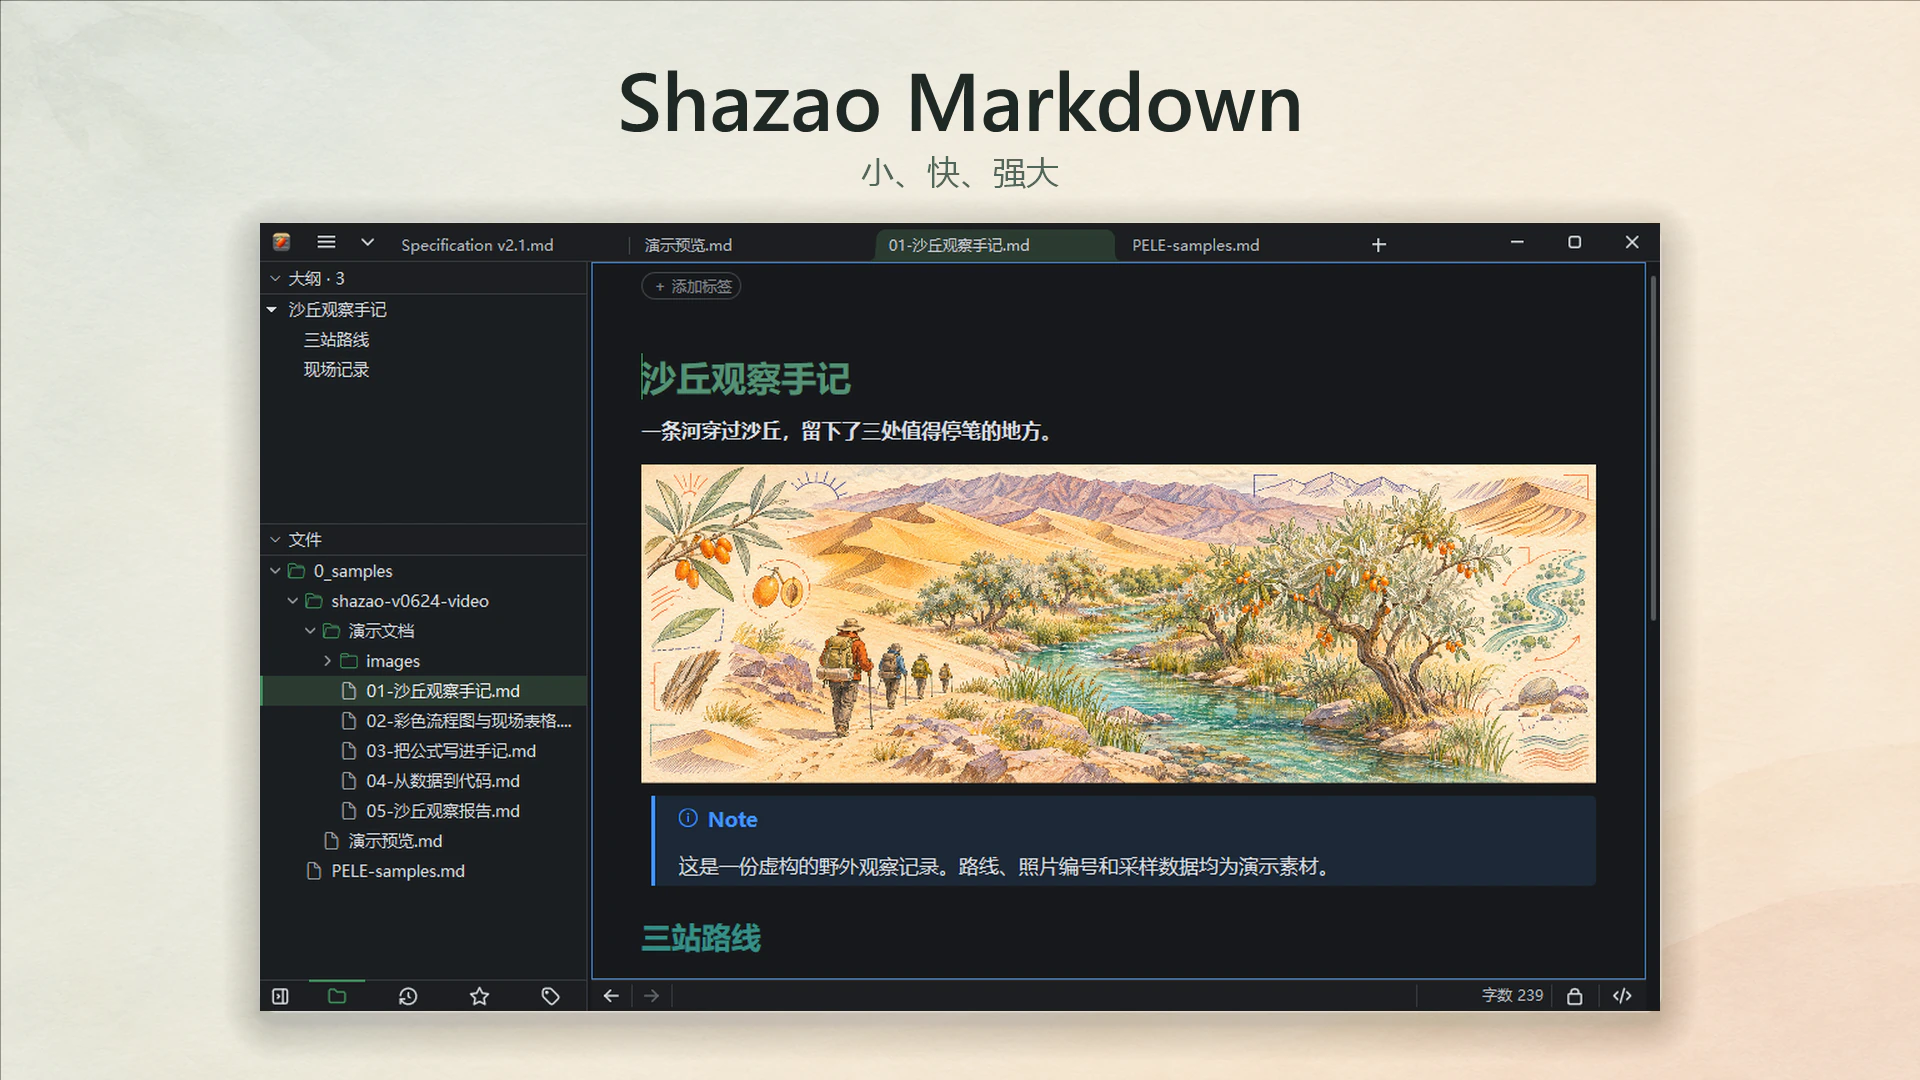 Shazao Markdown
小、快、强大
Specification v2.1.md
演示预览.md
01-沙丘观察手记.md
PELE-samples.md
大纲 · 3
沙丘观察手记
三站路线
现场记录
文件
0_samples
shazao-v0624-video
演示文档
images
01-沙丘观察手记.md
02-彩色流程图与现场表格....
03-把公式写进手记.md
04-从数据到代码.md
05-沙丘观察报告.md
演示预览.md
PELE-samples.md
+ 添加标签
沙丘观察手记
一条河穿过沙丘，留下了三处值得停笔的地方。
Note
这是一份虚构的野外观察记录。路线、照片编号和采样数据均为演示素材。
三站路线
字数 239